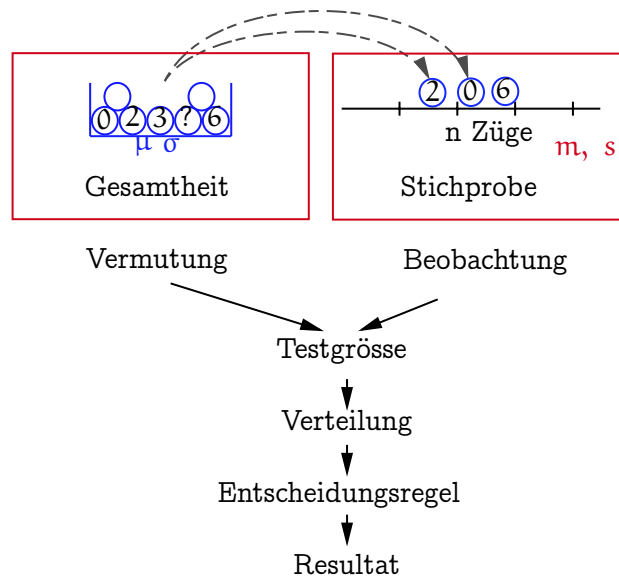 0 2 3 ? 6
μ σ
Gesamtheit
2 0 6
n Züge
m, s
Stichprobe
Vermutung
Beobachtung
Testgrösse
Verteilung
Entscheidungsregel
Resultat